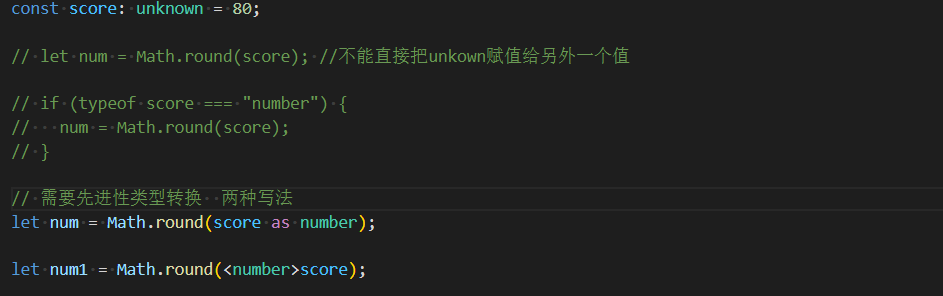 const score: unknown = 80;
// let num = Math.round(score); //不能直接把unkown赋值给另外一个值
// if (typeof score === "number") {
//   num = Math.round(score);
// }
// 需要先进性类型转换  两种写法
let num = Math.round(score as number);
let num1 = Math.round(<number>score);